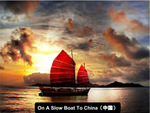 On A Slow Boat To China (中国)